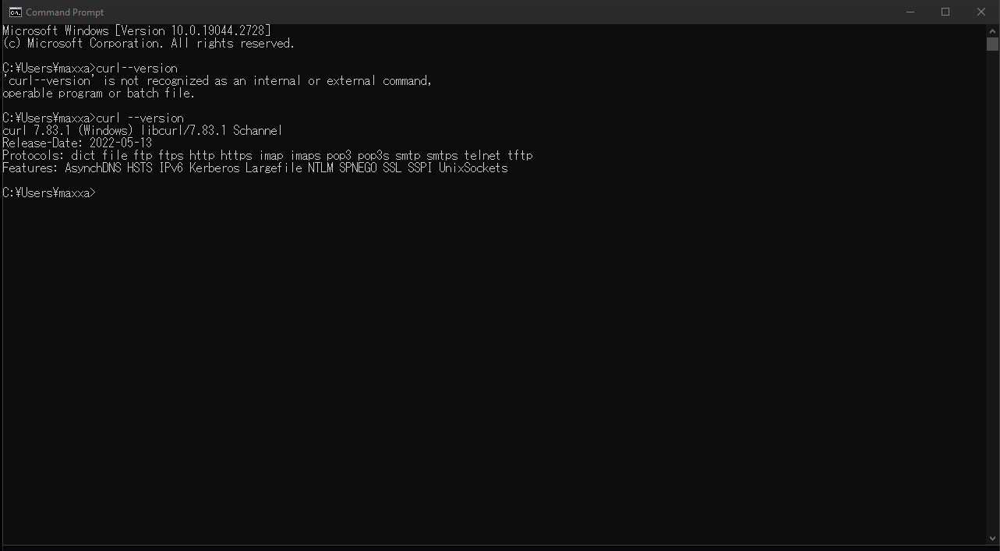 Command Prompt
Microsoft Windows [Version 10.0.19044.2728]
(c) Microsoft Corporation. All rights reserved.
C:¥Users¥maxxa>curl--version
'curl--version' is not recognized as an internal or external command,
operable program or batch file.
C:¥Users¥maxxa>curl --version
curl 7.83.1 (Windows) libcurl/7.83.1 Schannel
Release-Date: 2022-05-13
Protocols: dict file ftp ftps http https imap imaps pop3 pop3s smtp smtps telnet tftp
Features: AsynchDNS HSTS IPv6 Kerberos Largefile NTLM SPNEGO SSL SSPI UnixSockets
C:¥Users¥maxxa>